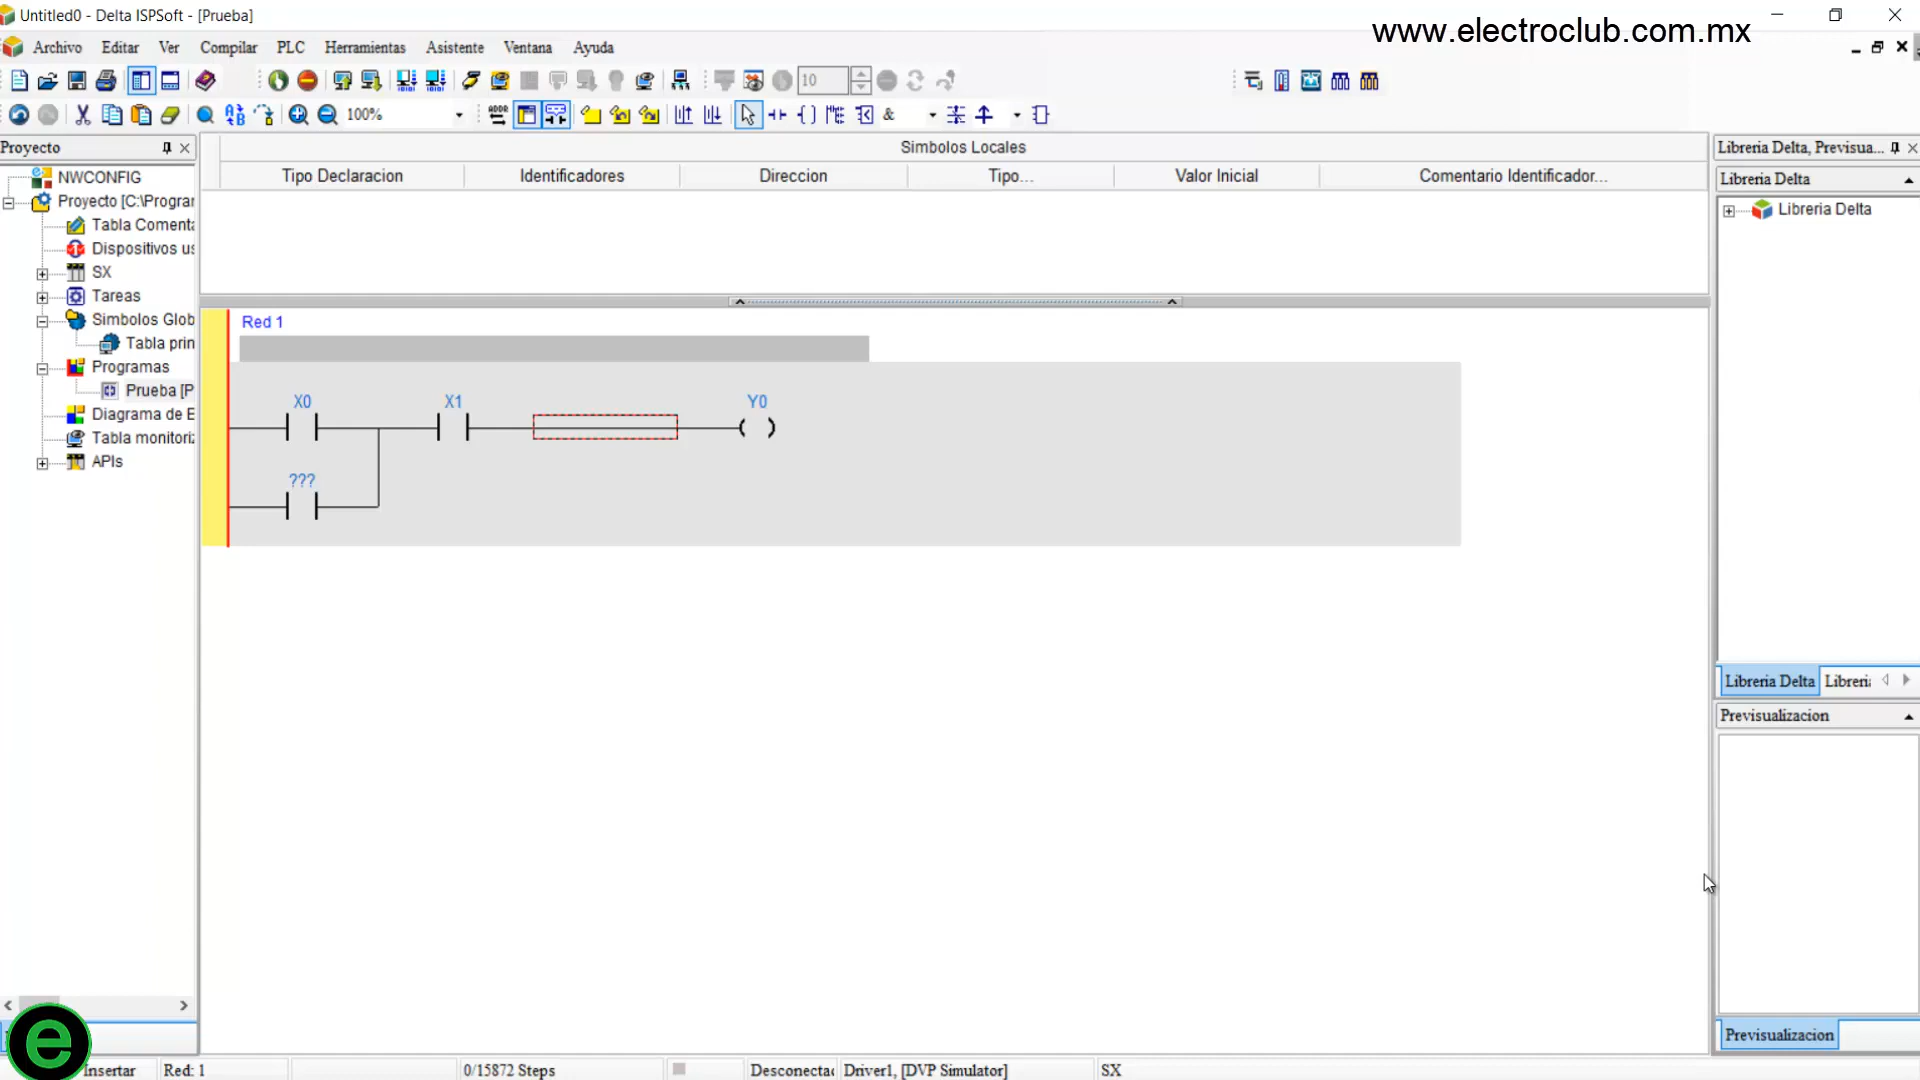 Untitled0 - Delta ISPSoft - [Prueba]
www.electroclub.com.mx
Archivo Editar Ver Compilar PLC Herramientas Asistente Ventana Ayuda
10
100%
ADDR
&
Proyecto
NWCONFIG
Proyecto [C:\Prograr
Tabla Comenta
Dispositivos us
SX
Tareas
Simbolos Glob
Tabla prin
Programas
Prueba [P
Diagrama de E
Tabla monitoriz
APIs
Simbolos Locales
Tipo Declaracion Identificadores Direccion Tipo... Valor Inicial Comentario Identificador...
Red 1
X0 X1 Y0
???
Libreria Delta, Previsua...
Libreria Delta
Libreria Delta
Libreria Delta Libreri
Previsualizacion
Previsualizacion
e
Insertar Red: 1 0/15872 Steps Desconecta Driver1, [DVP Simulator] SX